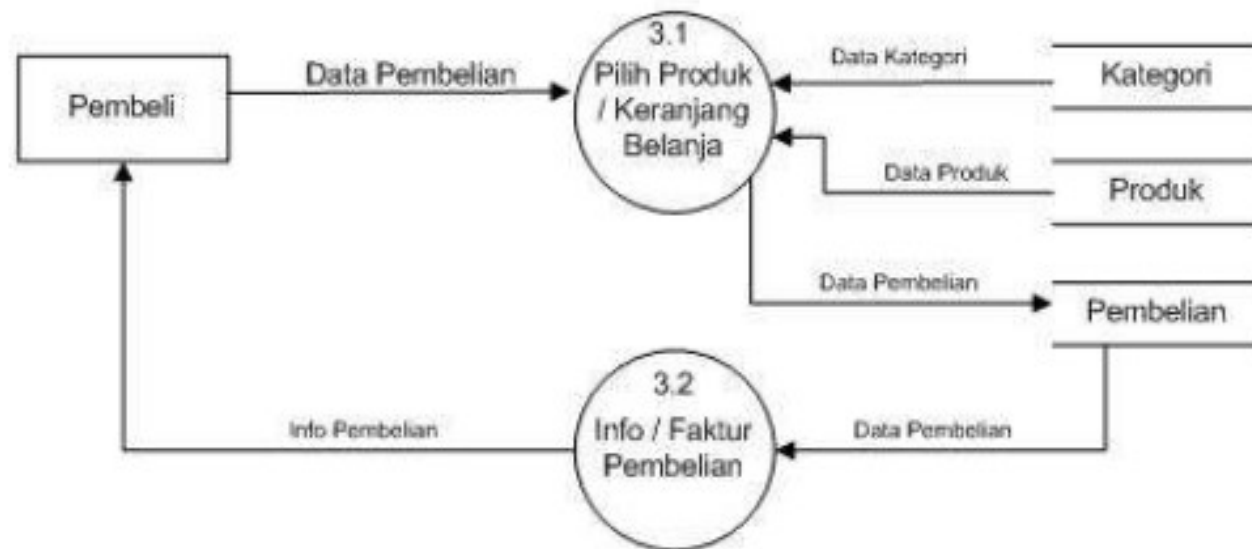 3.1
Pilih Produk
/ Keranjang
Belanja
Pembeli
Data Pembelian
Data Kategori
Kategori
Data Produk
Produk
Data Pembelian
Pembelian
3.2
Info / Faktur
Pembelian
Info Pembelian
Data Pembelian